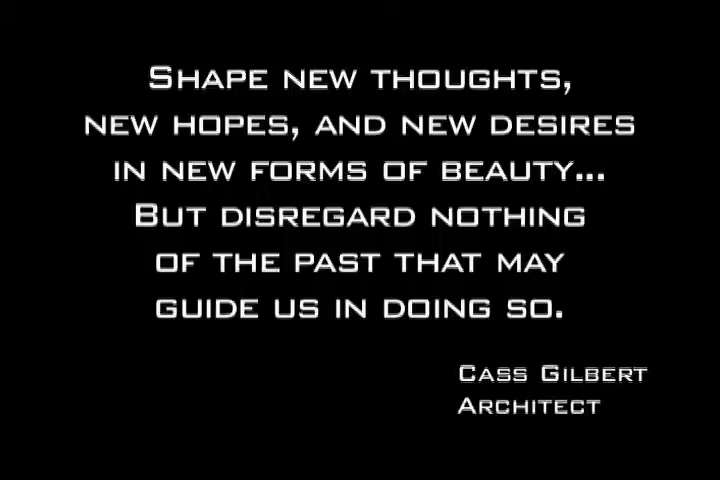 Shape new thoughts,
new hopes, and new desires
in new forms of beauty...
But disregard nothing
of the past that may
guide us in doing so.
Cass Gilbert
Architect